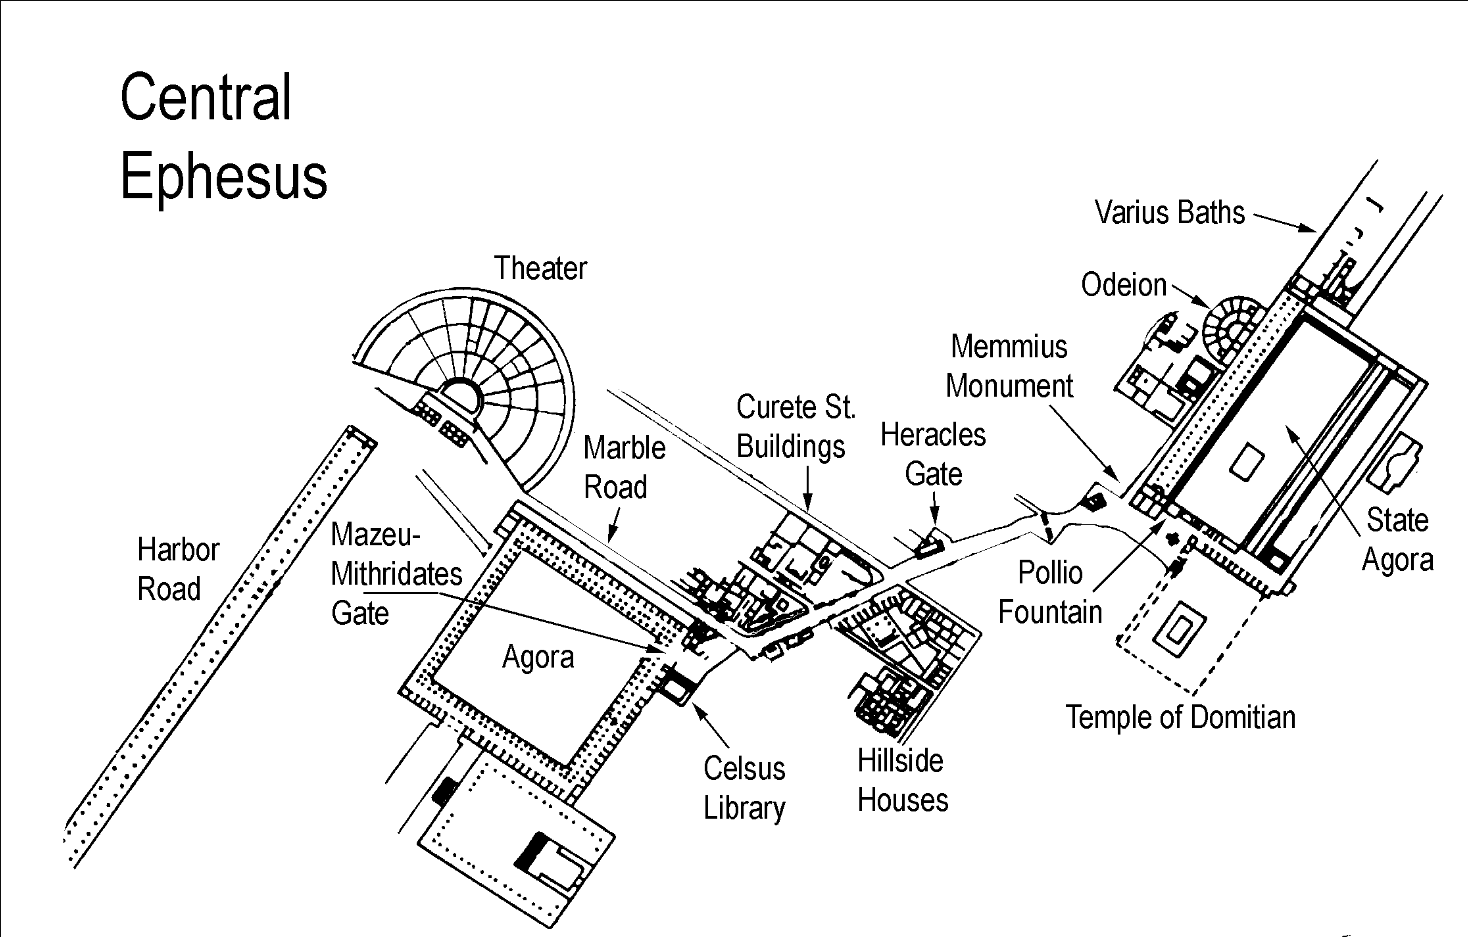 Central
Ephesus
Varius Baths
Theater
Odeion
Memmius
Monument
Curete St.
Buildings
Heracles
Gate
Marble
Road
Harbor
Road
Mazeu-
Mithridates
Gate
State
Agora
Pollio
Fountain
Agora
Temple of Domitian
Celsus
Library
Hillside
Houses